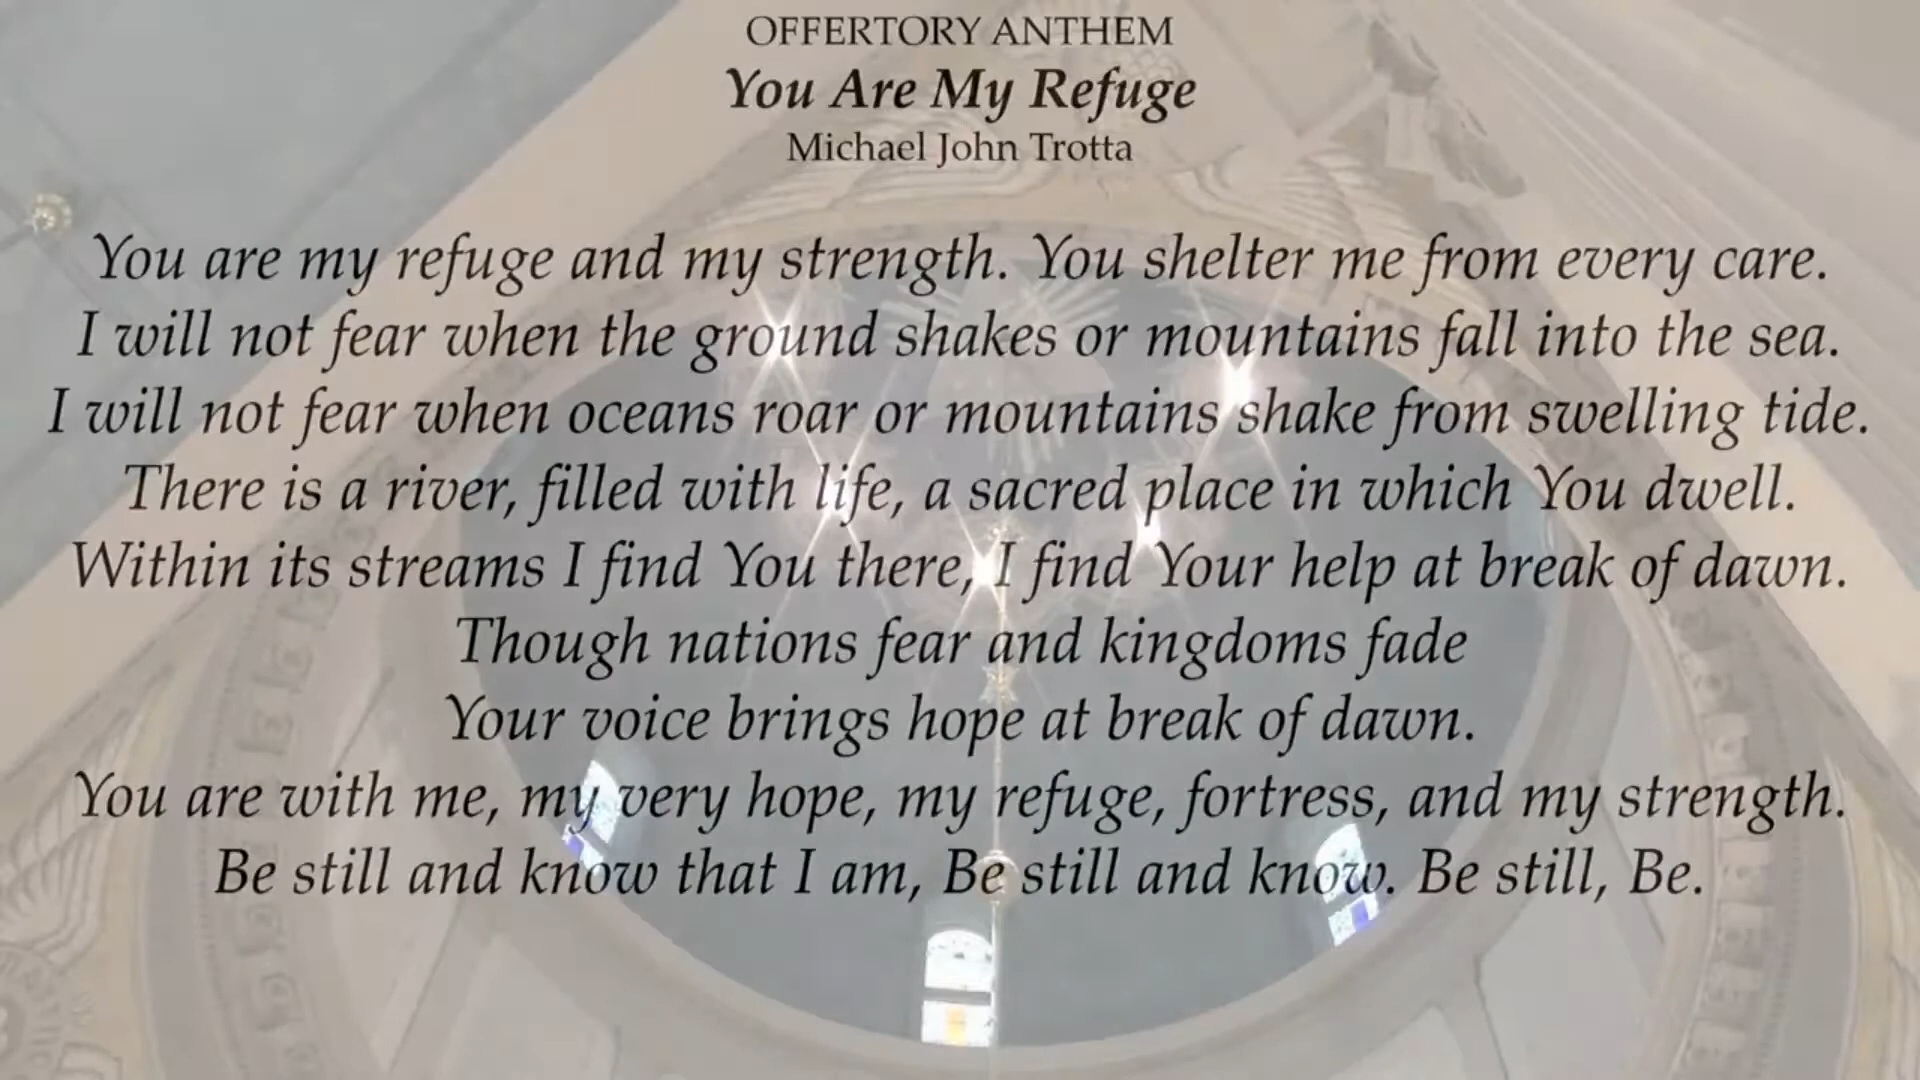 OFFERTORY ANTHEM
You Are My Refuge
Michael John Trotta
You are my refuge and my strength. You shelter me from every care.
I will not fear when the ground shakes or mountains fall into the sea.
I will not fear when oceans roar or mountains shake from swelling tide.
There is a river, filled with life, a sacred place in which You dwell.
Within its streams I find You there, I find Your help at break of dawn.
Though nations fear and kingdoms fade
Your voice brings hope at break of dawn.
You are with me, my very hope, my refuge, fortress, and my strength.
Be still and know that I am, Be still and know. Be still, Be.